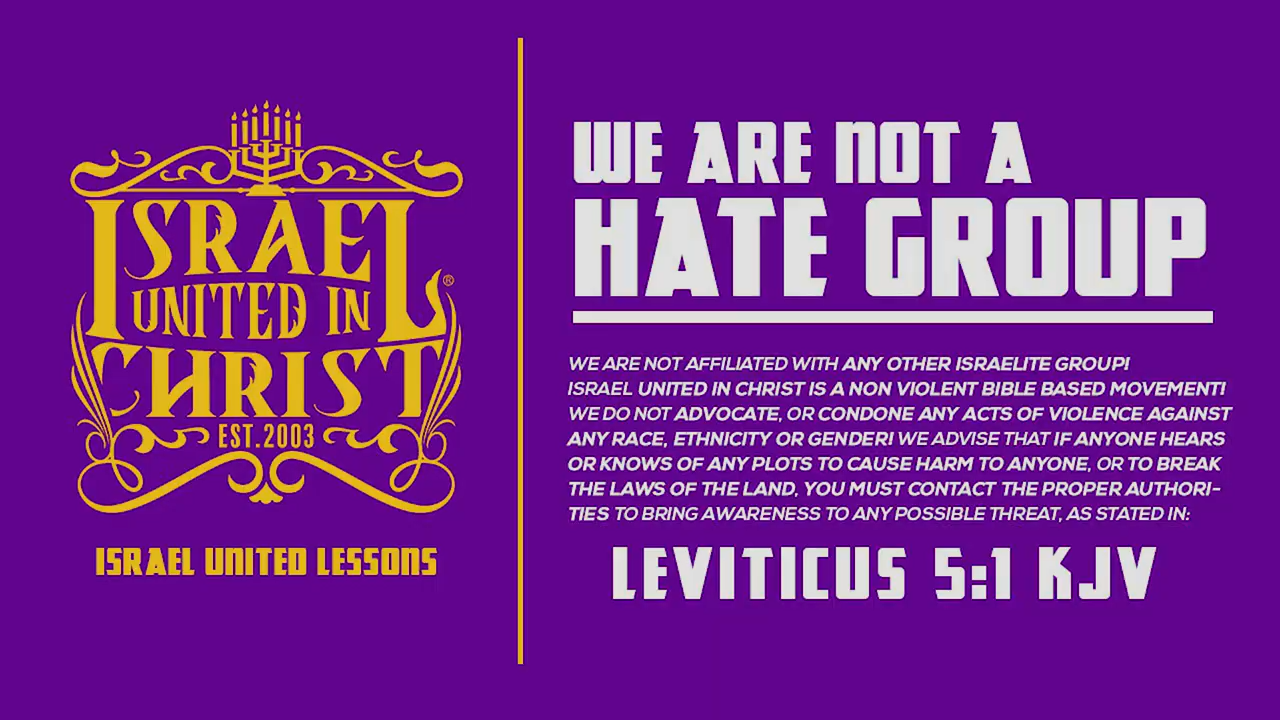 ISRAEL
UNITED IN
CHRIST®
EST.2003
ISRAEL UNITED LESSONS
WE ARE NOT A
HATE GROUP
WE ARE NOT AFFILIATED WITH ANY OTHER ISRAELITE GROUP!
ISRAEL UNITED IN CHRIST IS A NON VIOLENT BIBLE BASED MOVEMENT!
WE DO NOT ADVOCATE, OR CONDONE ANY ACTS OF VIOLENCE AGAINST
ANY RACE, ETHNICITY OR GENDER! WE ADVISE THAT IF ANYONE HEARS
OR KNOWS OF ANY PLOTS TO CAUSE HARM TO ANYONE, OR TO BREAK
THE LAWS OF THE LAND, YOU MUST CONTACT THE PROPER AUTHORI-
TIES TO BRING AWARENESS TO ANY POSSIBLE THREAT, AS STATED IN:
LEVITICUS 5:1 KJV